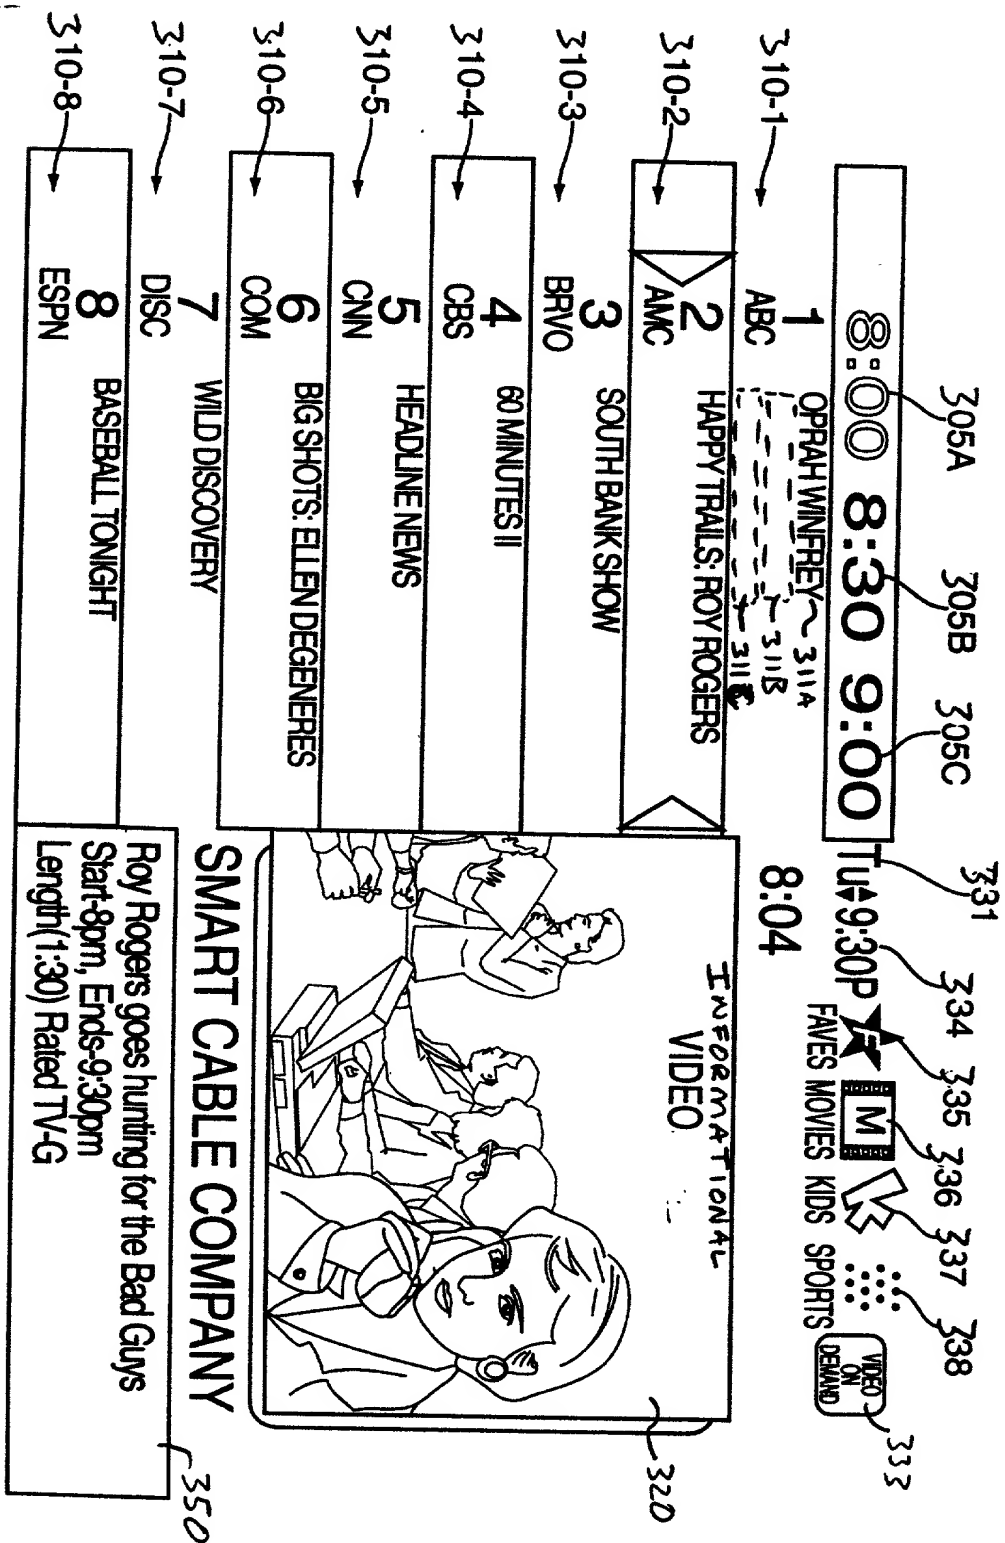 305A 305B 305C 331 334 335 336 337 338 333
8:00 8:30 9:00 Tu 9:30P F M VIDEO ON DEMAND
FAVES MOVIES KIDS SPORTS
8:04
310-1 1 ABC OPRAH WINFREY 311A
311B
310-2 2 AMC HAPPY TRAILS: ROY ROGERS
310-3 3 BRVO SOUTH BANK SHOW
310-4 4 CBS 60 MINUTES II
310-5 5 CNN HEADLINE NEWS
310-6 6 COM BIG SHOTS: ELLEN DEGENERES
310-7 7 DISC WILD DISCOVERY
310-8 8 ESPN BASEBALL TONIGHT
INFORMATIONAL
VIDEO
320
SMART CABLE COMPANY
Roy Rogers goes hunting for the Bad Guys
Start-8pm, Ends-9:30pm
Length(1:30) Rated TV-G
350